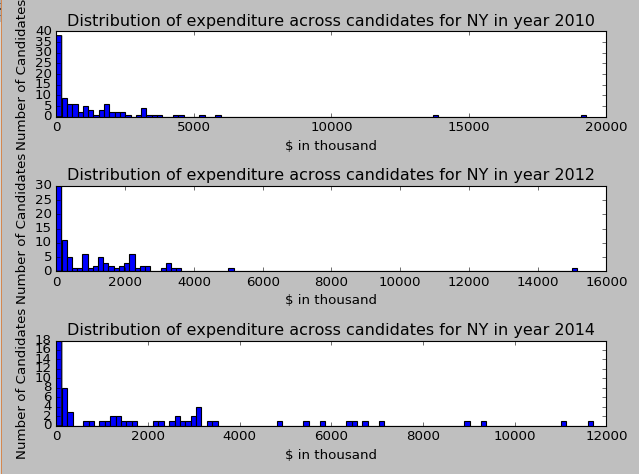 Distribution of expenditure across candidates for NY in year 2010
Number of Candidates
40
35
30
25
20
15
10
5
0
0 5000 10000 15000 20000
$ in thousand
Distribution of expenditure across candidates for NY in year 2012
Number of Candidates
30
25
20
15
10
5
0
0 2000 4000 6000 8000 10000 12000 14000 16000
$ in thousand
Distribution of expenditure across candidates for NY in year 2014
Number of Candidates
18
16
14
12
10
8
6
4
2
0
0 2000 4000 6000 8000 10000 12000
$ in thousand